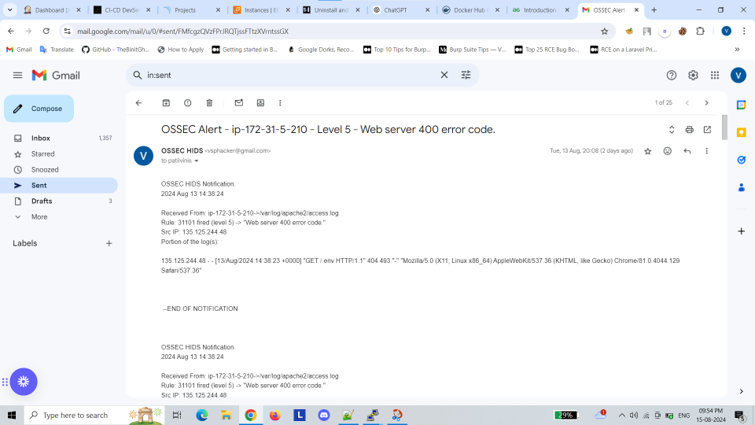 Dashboard [
CI-CD DevSe
Projects
Instances | E
Uninstall an
ChatGPT
Docker Hub
Introduction
OSSEC Alert
mail.google.com/mail/u/0/#sent/FMfcgzQVzFPrJRQTjssFTtzXVrntssGX
Gmail
Translate
GitHub - TheBinitGh...
How to Apply
Getting started in B...
Google Dorks, Reco...
Top 10 Tips for Burp...
Burp Suite Tips — V...
Top 25 RCE Bug Bo...
RCE on a Laravel Pri...
Gmail
in:sent
V
Compose
1 of 25
Inbox 1,357
Starred
Snoozed
Sent
Drafts 3
More
Labels
OSSEC Alert - ip-172-31-5-210 - Level 5 - Web server 400 error code.
V
OSSEC HIDS <vsphacker@gmail.com>
Tue, 13 Aug, 20:08 (2 days ago)
to patilvinis
OSSEC HIDS Notification.
2024 Aug 13 14:38:24
Received From: ip-172-31-5-210->/var/log/apache2/access.log
Rule: 31101 fired (level 5) -> "Web server 400 error code."
Src IP: 135.125.244.48
Portion of the log(s):
135.125.244.48 - - [13/Aug/2024:14:38:23 +0000] "GET /.env HTTP/1.1" 404 493 "-" "Mozilla/5.0 (X11; Linux x86_64) AppleWebKit/537.36 (KHTML, like Gecko) Chrome/81.0.4044.129
Safari/537.36"
--END OF NOTIFICATION
OSSEC HIDS Notification.
2024 Aug 13 14:38:24
Received From: ip-172-31-5-210->/var/log/apache2/access.log
Rule: 31101 fired (level 5) -> "Web server 400 error code."
Src IP: 135.125.244.48
Type here to search
29%
ENG
09:54 PM
15-08-2024